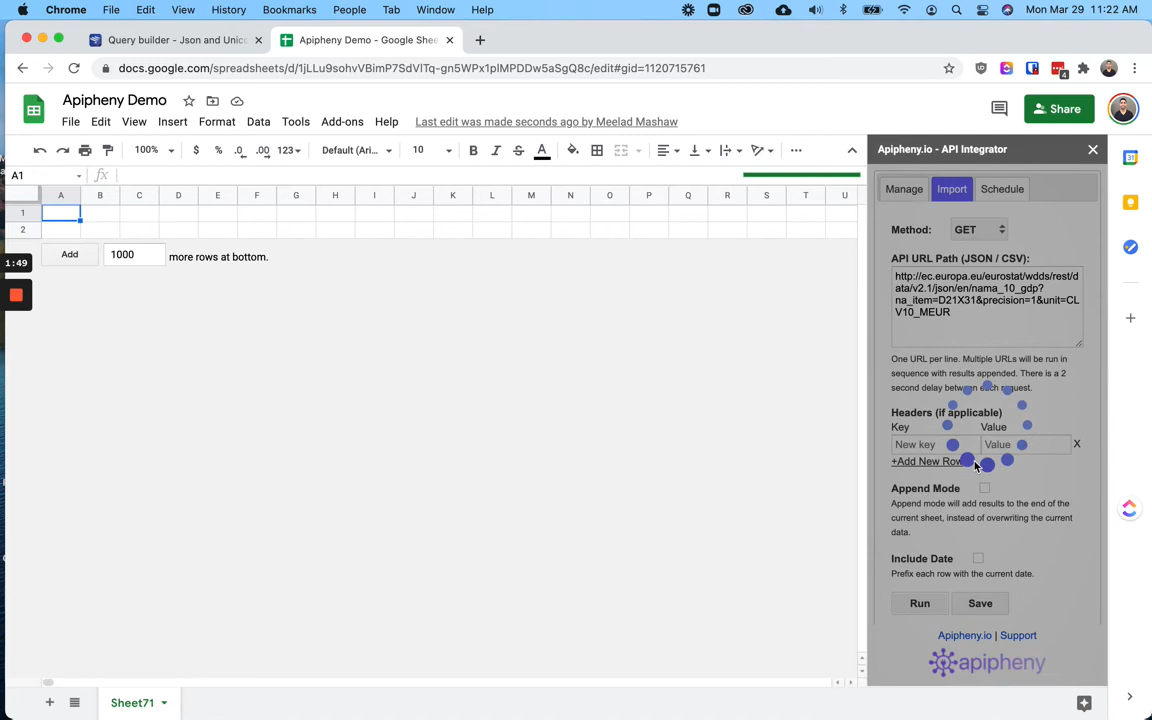 Chrome File Edit View History Bookmarks People Tab Window Help Mon Mar 29 11:22 AM
Query builder - Json and Unico Apipheny Demo - Google Shee
docs.google.com/spreadsheets/d/1jLLu9sohvVBimP7SdVlTq-gn5WPx1plMPDDw5aSgQ8c/edit#gid=1120715761
4
Apipheny Demo
Share
File Edit View Insert Format Data Tools Add-ons Help Last edit was made seconds ago by Meelad Mashaw
100% $ % .0 .00 123 Default (Ari... 10 B I S A
A1 fx
A B C D E F G H I J K L M N O P Q R S T U
1
2
Add 1000 more rows at bottom.
1:49
Apipheny.io - API Integrator
Manage Import Schedule
Method: GET
API URL Path (JSON / CSV):
http://ec.europa.eu/eurostat/wdds/rest/d
ata/v2.1/json/en/nama_10_gdp?
na_item=D21X31&precision=1&unit=CL
V10_MEUR
One URL per line. Multiple URLs will be run in
sequence with results appended. There is a 2
second delay between each request.
Headers (if applicable)
Key Value
New key Value X
+Add New Row
Append Mode
Append mode will add results to the end of the
current sheet, instead of overwriting the current
data.
Include Date
Prefix each row with the current date.
Run Save
Apipheny.io | Support
apipheny
31
Sheet71